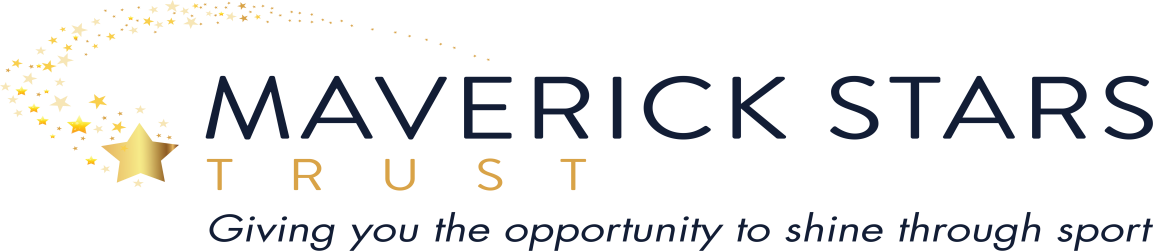 MAVERICK STARS
TRUST
Giving you the opportunity to shine through sport